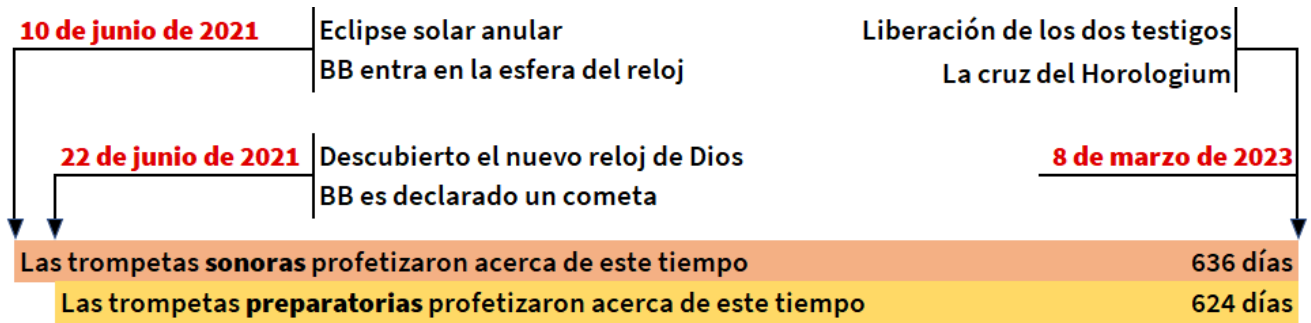 10 de junio de 2021
Eclipse solar anular
BB entra en la esfera del reloj
Liberación de los dos testigos
La cruz del Horologium
22 de junio de 2021
Descubierto el nuevo reloj de Dios
BB es declarado un cometa
8 de marzo de 2023
Las trompetas sonoras profetizaron acerca de este tiempo 636 días
Las trompetas preparatorias profetizaron acerca de este tiempo 624 días